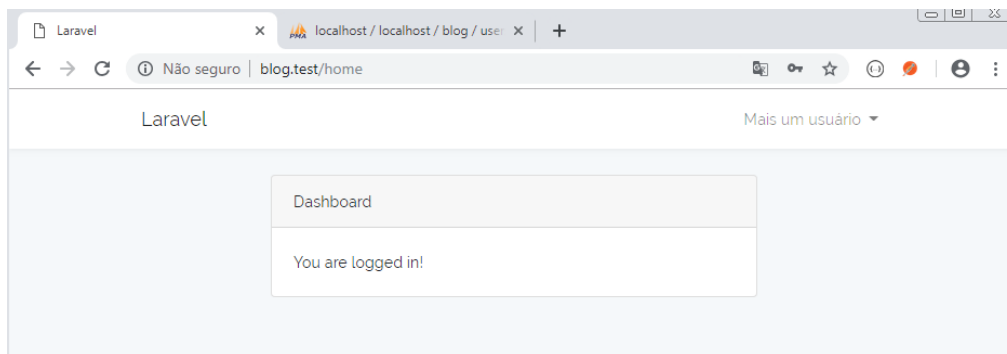 Laravel
localhost / localhost / blog / user
Não seguro
blog.test/home
Laravel
Mais um usuário
Dashboard
You are logged in!